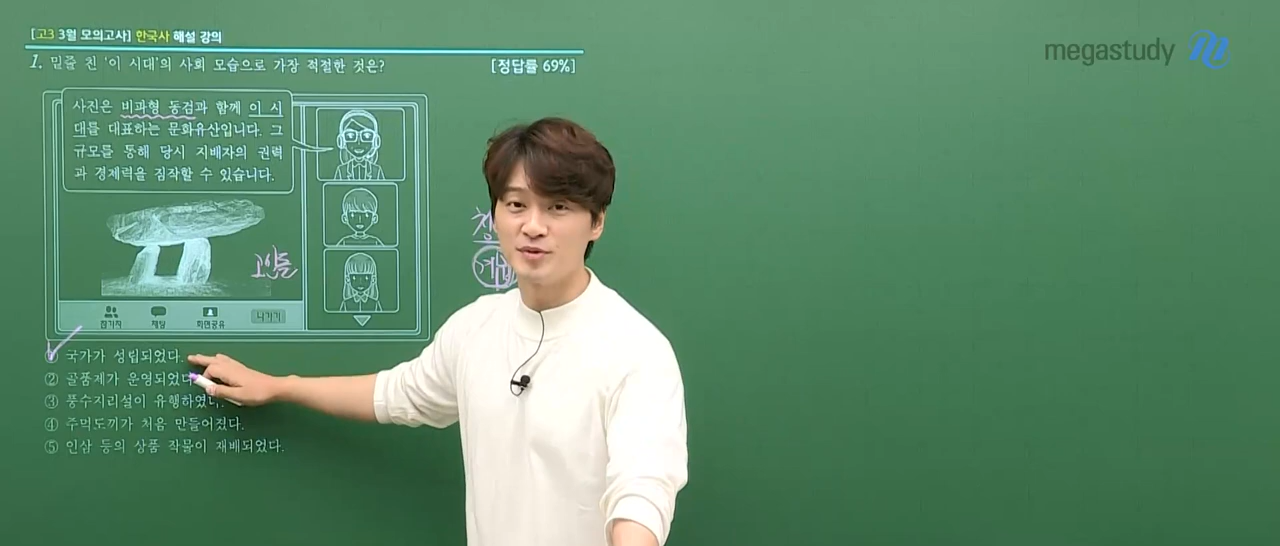 [고3 3월 모의고사] 한국사 해설 강의
megastudy
1. 밑줄 친 '이 시대'의 사회 모습으로 가장 적절한 것은?
[정답률 69%]
사진은 비파형 동검과 함께 이 시
대를 대표하는 문화유산입니다. 그
규모를 통해 당시 지배자의 권력
과 경제력을 짐작할 수 있습니다.
고인돌
참가자 채팅 화면공유 나가기
① 국가가 성립되었다.
② 골품제가 운영되었다
③ 풍수지리설이 유행하였다.
④ 주먹도끼가 처음 만들어졌다.
⑤ 인삼 등의 상품 작물이 재배되었다.